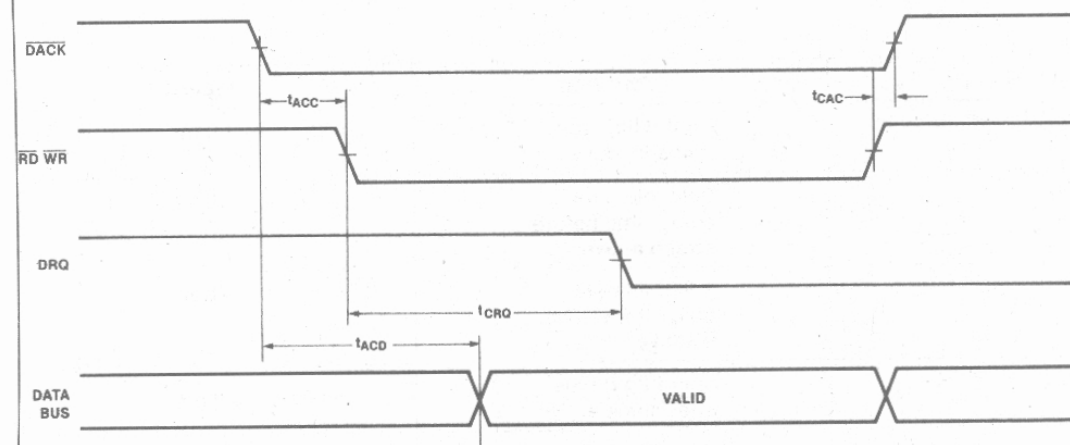 DACK
tACC
tCAC
RD WR
DRQ
tCRQ
tACD
DATA
BUS
VALID